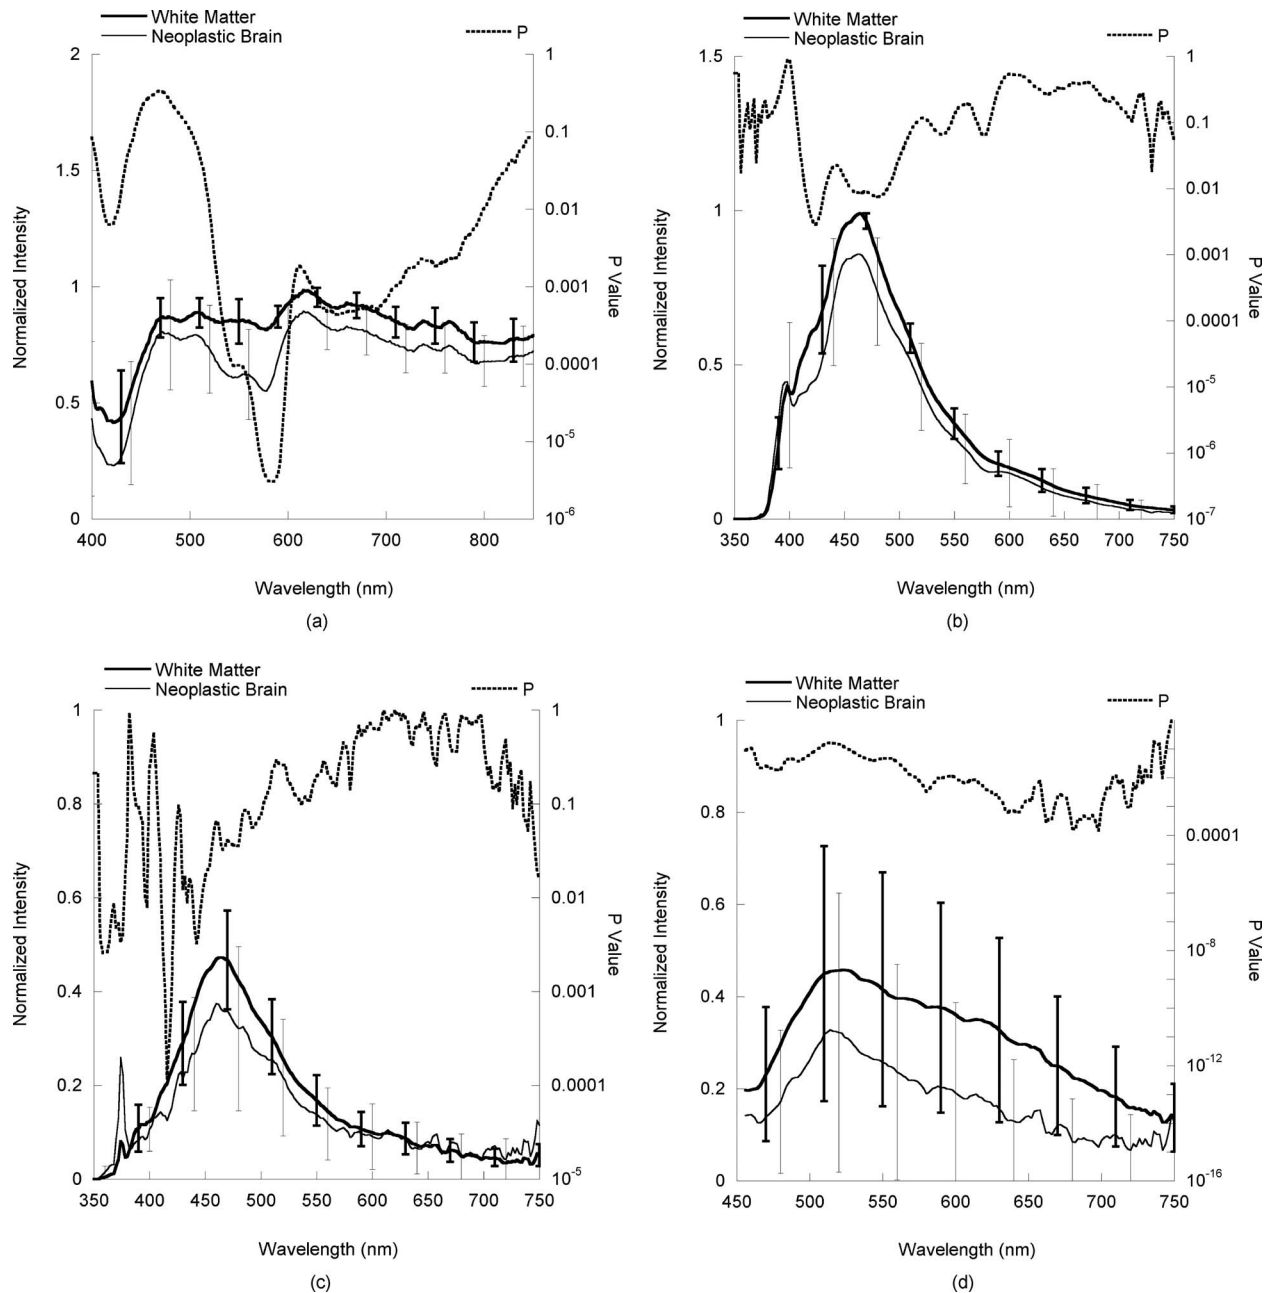 White Matter
Neoplastic Brain
P
2
1.5
1
0.5
0
1
0.1
0.01
0.001
0.0001
10-5
10-6
400 500 600 700 800
Normalized Intensity
P Value
Wavelength (nm)
(a)
White Matter
Neoplastic Brain
P
1.5
1
0.5
0
1
0.1
0.01
0.001
0.0001
10-5
10-6
10-7
350 400 450 500 550 600 650 700 750
Normalized Intensity
P Value
Wavelength (nm)
(b)
White Matter
Neoplastic Brain
P
1
0.8
0.6
0.4
0.2
0
1
0.1
0.01
0.001
0.0001
10-5
350 400 450 500 550 600 650 700 750
Normalized Intensity
P Value
Wavelength (nm)
(c)
White Matter
Neoplastic Brain
P
1
0.8
0.6
0.4
0.2
0
0.0001
10-8
10-12
10-16
450 500 550 600 650 700 750
Normalized Intensity
P Value
Wavelength (nm)
(d)